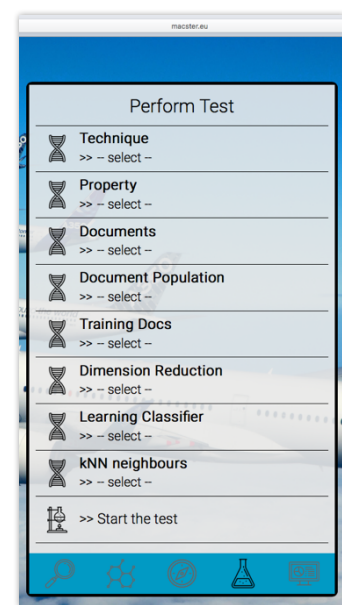 macster.eu
Perform Test
Technique
>> -- select --
Property
>> -- select --
Documents
>> -- select --
Document Population
>> -- select --
Training Docs
>> -- select --
Dimension Reduction
>> -- select --
Learning Classifier
>> -- select --
kNN neighbours
>> -- select --
>> Start the test